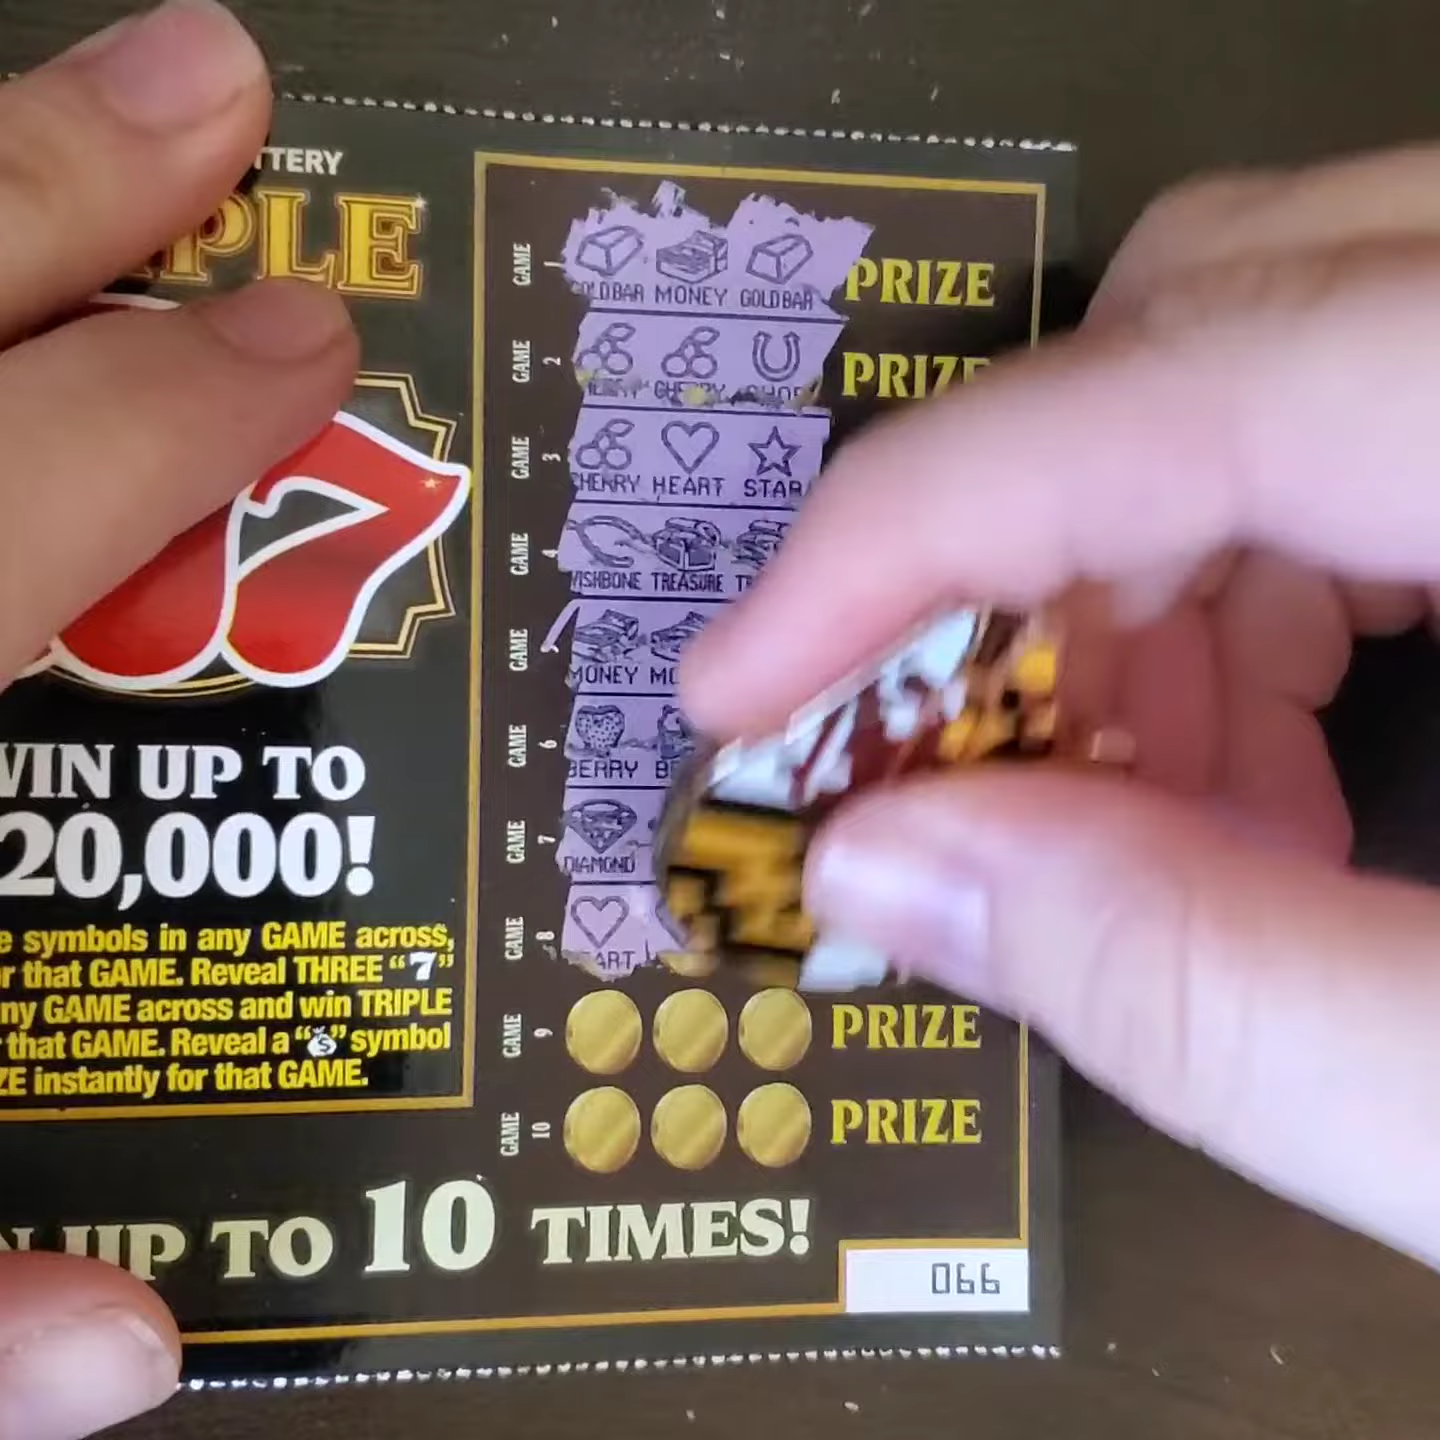 TTERY
PLE
WIN UP TO
20,000!
e symbols in any GAME across,
r that GAME. Reveal THREE "7"
ny GAME across and win TRIPLE
that GAME. Reveal a "$" symbol
ZE instantly for that GAME.
UP TO 10 TIMES!
GAME 1
GOLDBAR MONEY GOLDBAR
PRIZE
GAME 2
CHERRY CHERRY
PRIZE
GAME 3
CHERRY HEART STAR
GAME 4
WISHBONE TREASURE
GAME
MONEY
GAME 6
BERRY
GAME 7
DIAMOND
GAME 8
HEART
GAME 9
PRIZE
GAME 10
PRIZE
066